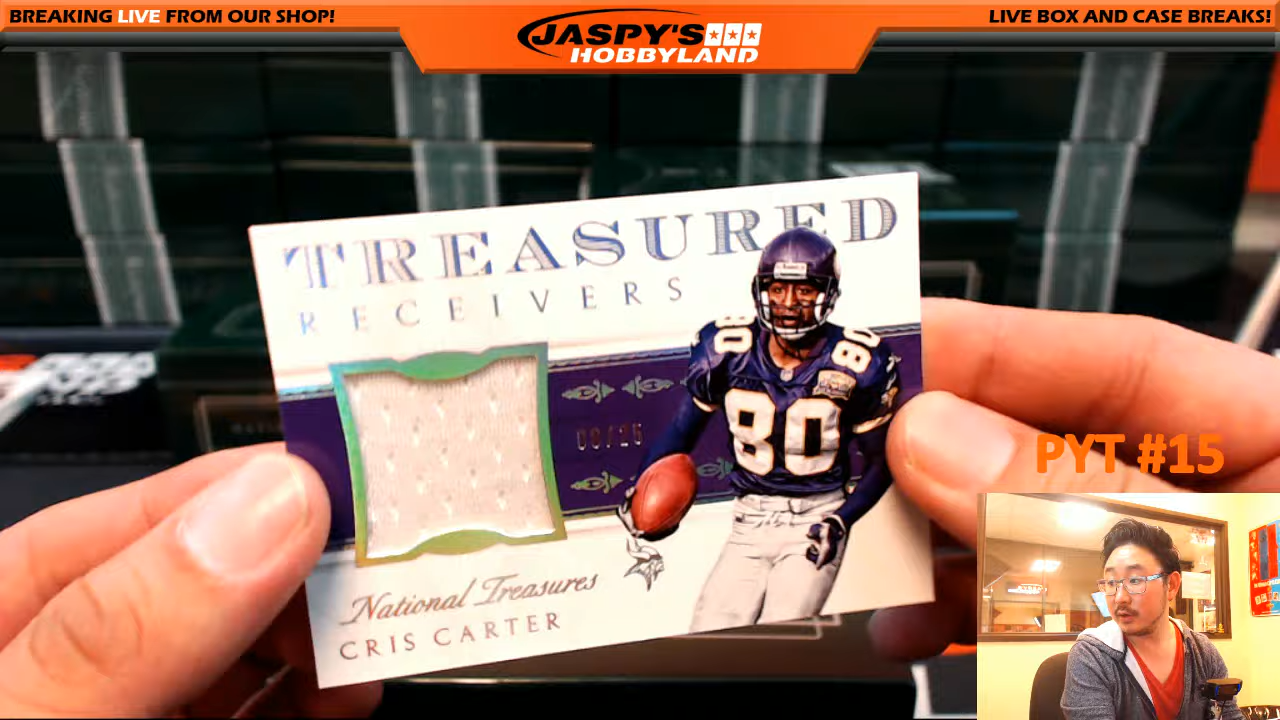 BREAKING LIVE FROM OUR SHOP!
JASPY'S
HOBBYLAND
LIVE BOX AND CASE BREAKS!
TREASURED
RECEIVERS
80
80
80
National Treasures
CRIS CARTER
PYT #15